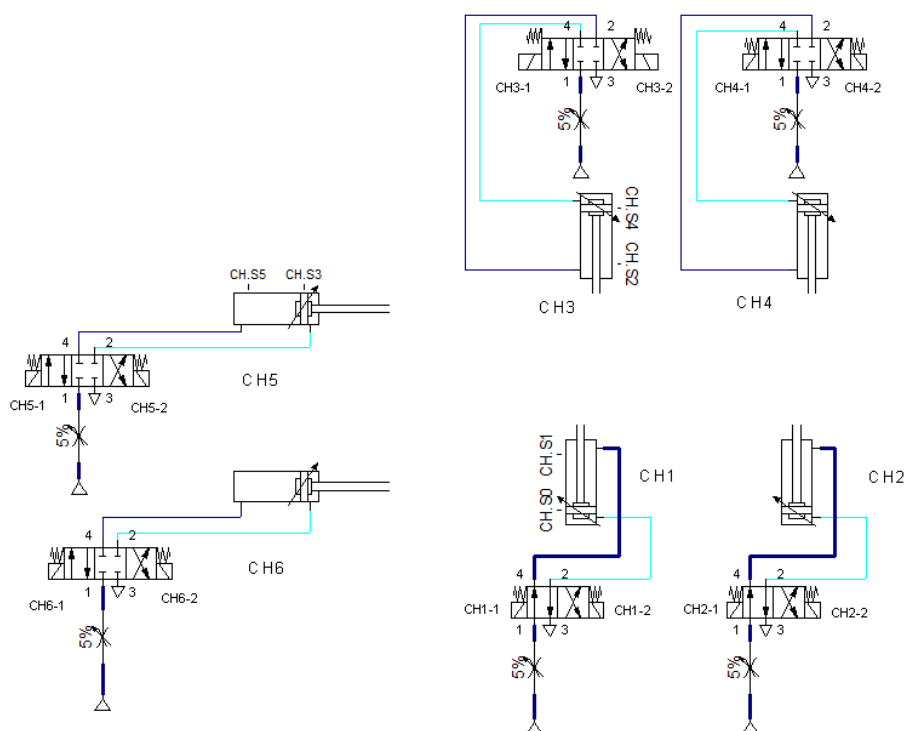 4
2
CH3-1
1
3
CH3-2
5%
CH.S4
CH.S2
CH3
4
2
CH4-1
1
3
CH4-2
5%
CH4
CH.S5
CH.S3
4
2
CH5
CH5-1
1
3
CH5-2
5%
4
2
CH6
CH6-1
1
3
CH6-2
5%
CH.S1
CH.S0
CH1
4
2
CH1-1
CH1-2
1
3
5%
CH2
4
2
CH2-1
CH2-2
1
3
5%